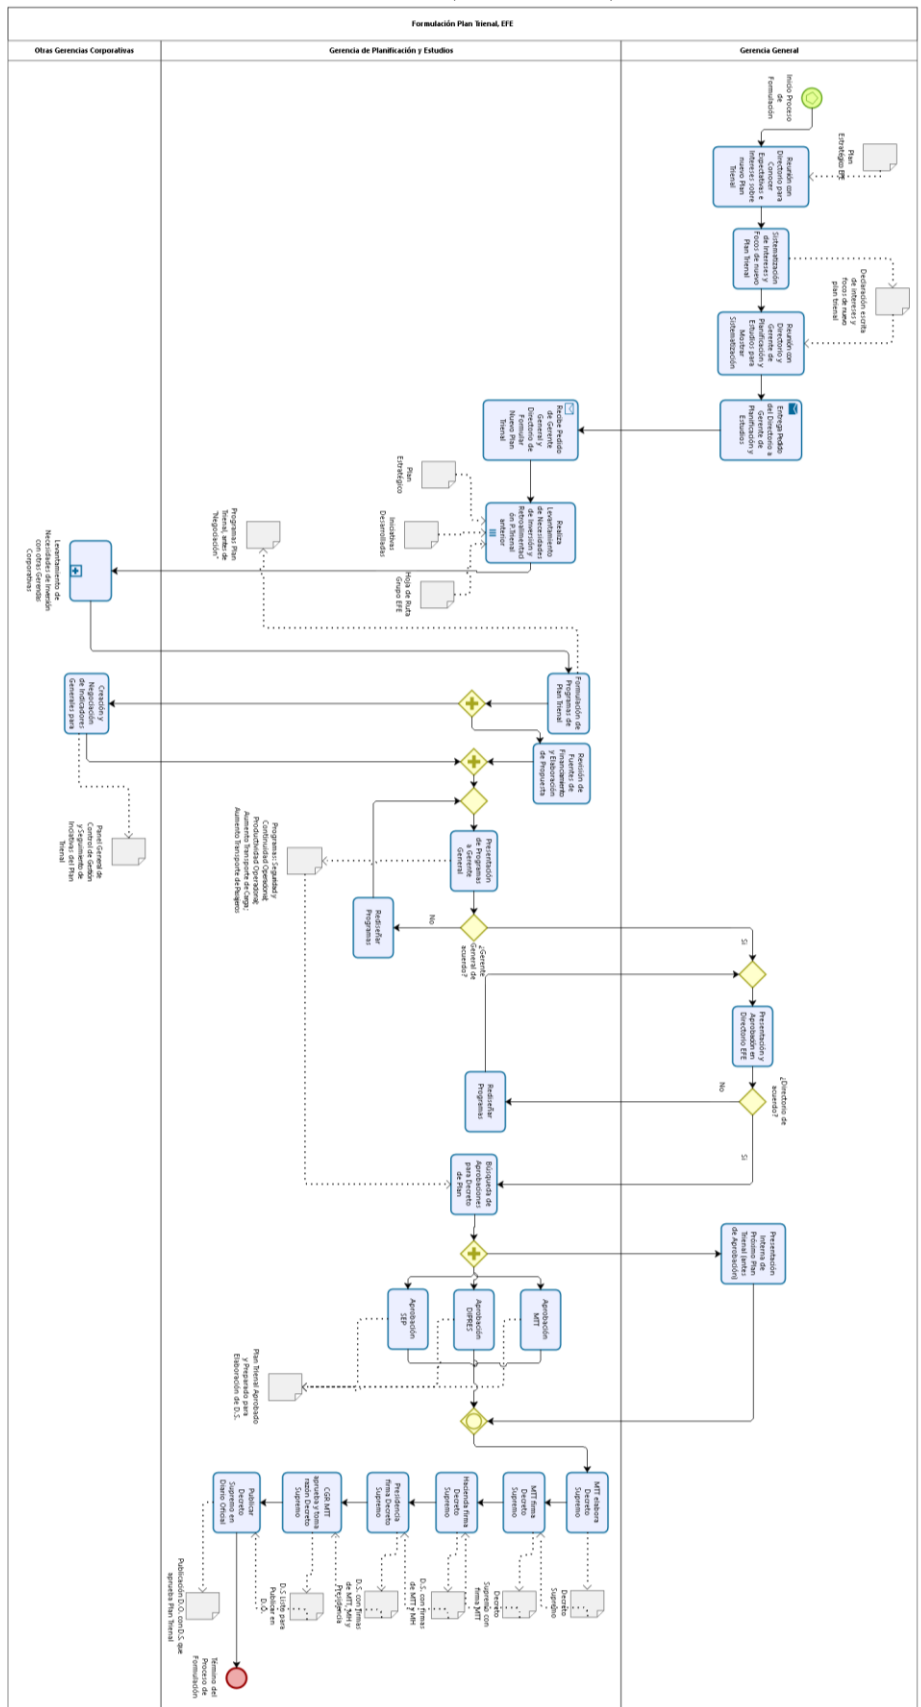 Formulación Plan Trienal, EFE
Otras Gerencias Corporativas
Gerencia de Planificación y Estudios
Gerencia General
Inicio Proceso
de
Formulación
Plan
Estratégico EFE
Reunión con
Directorio para
Conocer
Expectativas e
Intereses sobre
nuevo Plan
Trienal
Sistematización
de Intereses y
Focos de nuevo
Plan Trienal
Declaración escrita
de intereses y
focos de nuevo
plan trienal
Reunión con
Directorio y
Gerente de
Planificación y
Estudios para
Mostrar
Sistematización
Entrega Pedido
del Directorio a
Gerente de
Planificación y
Estudios
Recibe Pedido
de Gerente
General y
Directorio de
Formular
Nuevo Plan
Trienal
Plan
Estratégico
Iniciativas
Desarrolladas
Hoja de Ruta
Grupo EFE
Realiza
Levantamiento
de Necesidades
de Inversión y
Retroalimentaci
ón P.Trienal
anterior
Programas Plan
Trienal, antes de
"Negociación"
Levantamiento de
Necesidades de Inversión
con otras Gerencias
Corporativas
Formulación de
Programas de
Plan Trienal
Creación y
Negociación
de Indicadores
Generales para
Revisión de
Fuentes de
Financiamiento
y Elaboración
de Propuesta
Panel General de
Control de Gestión
y Seguimiento de
Iniciativas del Plan
Trienal
Presentación
de Programas
a Gerente
General
Programas: Seguridad y
Continuidad Operacional;
Productividad Operacional;
Aumento Transporte de Carga;
Aumento Transporte de Pasajeros
Rediseñar
Programas
No
¿Gerente
General de
acuerdo?
Si
Presentación y
Aprobación en
Directorio EFE
¿Directorio de
acuerdo?
No
Rediseñar
Programas
Si
Búsqueda de
Aprobaciones
para Decreto
de Plan
Presentación
Interna de
Próximo Plan
Trienal (antes
de Aprobación)
Aprobación
SEP
Aprobación
DIPRES
Aprobación
MTT
Plan Trienal Aprobado
y Preparado para
Elaboración de D.S.
MTT elabora
Decreto
Supremo
MTT firma
Decreto
Supremo
Hacienda firma
Decreto
Supremo
Presidencia
firma Decreto
Supremo
CGR MTT
aprueba y toma
razón Decreto
Supremo
Publicar
Decreto
Supremo en
Diario Oficial
Decreto
Supremo
Decreto
Supremo con
firma MTT
D.S. con firmas
de MTT y MH
D.S. con firmas
de MTT, MH y
Presidencia
D.S Listo para
Publicar en
D.O.
Publicación D.O. con D.S. que
aprueba Plan Trienal
Término del
Proceso de
Formulación